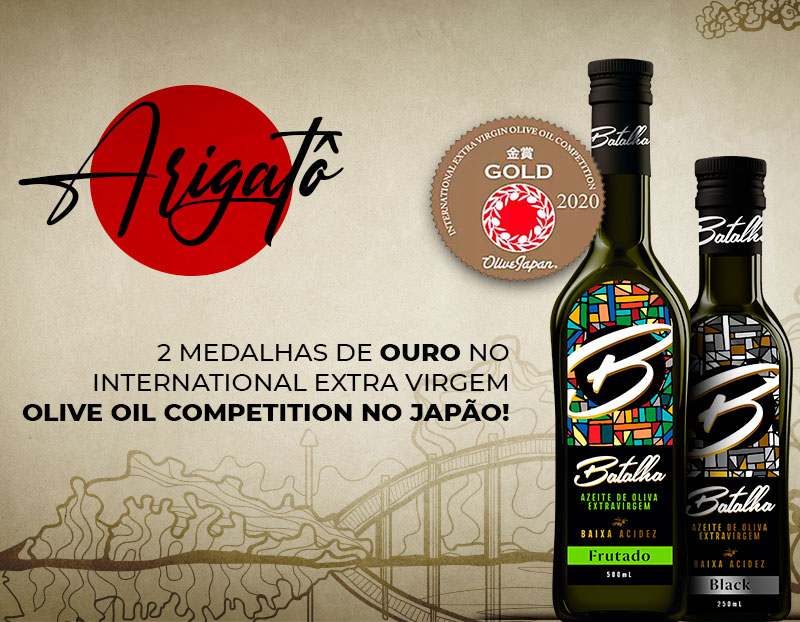 Arigatô
2 MEDALHAS DE OURO NO
INTERNATIONAL EXTRA VIRGEM
OLIVE OIL COMPETITION NO JAPÃO!
INTERNATIONAL EXTRA VIRGIN OLIVE OIL COMPETITION
金賞
GOLD
2020
OliveJapan®
Batalha
B
Batalha
AZEITE DE OLIVA
EXTRAVIRGEM
BAIXA ACIDEZ
Frutado
500mL
Batalh
B
Batalha
AZEITE DE OLIVA
EXTRAVIRGEM
BAIXA ACIDEZ
Black
250mL